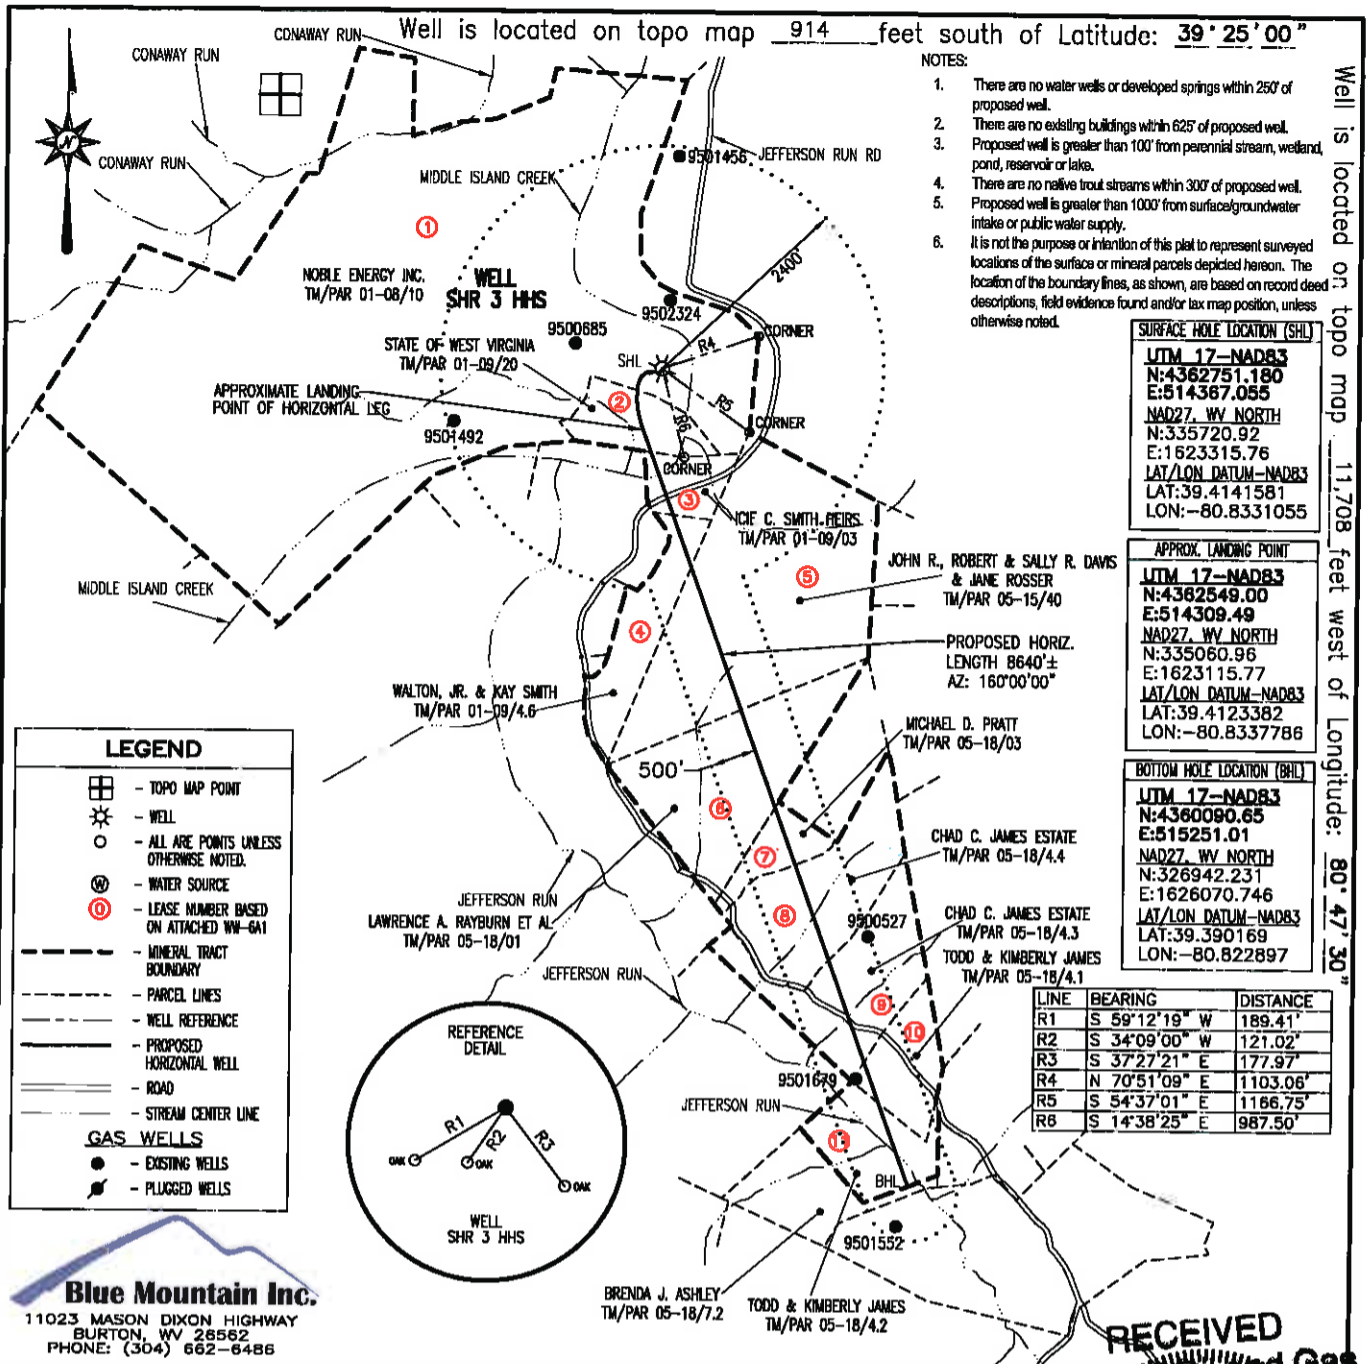 Well is located on topo map 914 feet south of Latitude: 39°25'00"
Well is located on topo map 11,708 feet west of Longitude: 80°47'30"
NOTES:
1. There are no water wells or developed springs within 250' of
proposed well.
2. There are no existing buildings within 625' of proposed well.
3. Proposed well is greater than 100' from perennial stream, wetland,
pond, reservoir or lake.
4. There are no native trout streams within 300' of proposed well.
5. Proposed well is greater than 1000' from surface/groundwater
intake or public water supply.
6. It is not the purpose or intention of this plat to represent surveyed
locations of the surface or mineral parcels depicted hereon. The
location of the boundary lines, as shown, are based on record deed
descriptions, field evidence found and/or tax map position, unless
otherwise noted.
CONAWAY RUN
CONAWAY RUN
CONAWAY RUN
N
MIDDLE ISLAND CREEK
9501456
JEFFERSON RUN RD
1
NOBLE ENERGY INC.
TM/PAR 01-08/10
WELL
SHR 3 HHS
2400'
9502324
9500685
CORNER
R4
SHL
STATE OF WEST VIRGINIA
TM/PAR 01-09/20
APPROXIMATE LANDING
POINT OF HORIZONTAL LEG
2
R5
R6
9501492
CORNER
CORNER
3
ICIE C. SMITH HEIRS
TM/PAR 01-09/03
MIDDLE ISLAND CREEK
5
JOHN R., ROBERT & SALLY R. DAVIS
& JANE ROSSER
TM/PAR 05-15/40
4
PROPOSED HORIZ.
LENGTH 8640'±
AZ: 160°00'00"
WALTON, JR. & KAY SMITH
TM/PAR 01-09/4.6
MICHAEL D. PRATT
TM/PAR 05-18/03
500'
6
7
CHAD C. JAMES ESTATE
TM/PAR 05-18/4.4
8
JEFFERSON RUN
LAWRENCE A. RAYBURN ET AL
TM/PAR 05-18/01
9500527
CHAD C. JAMES ESTATE
TM/PAR 05-18/4.3
TODD & KIMBERLY JAMES
TM/PAR 05-18/4.1
JEFFERSON RUN
9
10
9501679
JEFFERSON RUN
11
BHL
9501552
BRENDA J. ASHLEY
TM/PAR 05-18/7.2
TODD & KIMBERLY JAMES
TM/PAR 05-18/4.2
SURFACE HOLE LOCATION (SHL)
UTM 17-NAD83
N:4362751.180
E:514367.055
NAD27, WV NORTH
N:335720.92
E:1623315.76
LAT/LON DATUM-NAD83
LAT:39.4141581
LON:-80.8331055
APPROX. LANDING POINT
UTM 17-NAD83
N:4362549.00
E:514309.49
NAD27, WV NORTH
N:335060.96
E:1623115.77
LAT/LON DATUM-NAD83
LAT:39.4123382
LON:-80.8337786
BOTTOM HOLE LOCATION (BHL)
UTM 17-NAD83
N:4360090.65
E:515251.01
NAD27, WV NORTH
N:326942.231
E:1626070.746
LAT/LON DATUM-NAD83
LAT:39.390169
LON:-80.822897
LINE BEARING DISTANCE
R1 S 59°12'19" W 189.41'
R2 S 34°09'00" W 121.02'
R3 S 37°27'21" E 177.97'
R4 N 70°51'09" E 1103.06'
R5 S 54°37'01" E 1166.75'
R6 S 14°38'25" E 987.50'
LEGEND
- TOPO MAP POINT
- WELL
- ALL ARE POINTS UNLESS
OTHERWISE NOTED.
W - WATER SOURCE
0 - LEASE NUMBER BASED
ON ATTACHED WW-6A1
- MINERAL TRACT
BOUNDARY
- PARCEL LINES
- WELL REFERENCE
- PROPOSED
HORIZONTAL WELL
- ROAD
- STREAM CENTER LINE
GAS WELLS
- EXISTING WELLS
- PLUGGED WELLS
REFERENCE
DETAIL
R1
R2
R3
OAK
OAK
OAK
WELL
SHR 3 HHS
Blue Mountain Inc.
11023 MASON DIXON HIGHWAY
BURTON, WV 26562
PHONE: (304) 662-6486
RECEIVED
Gas